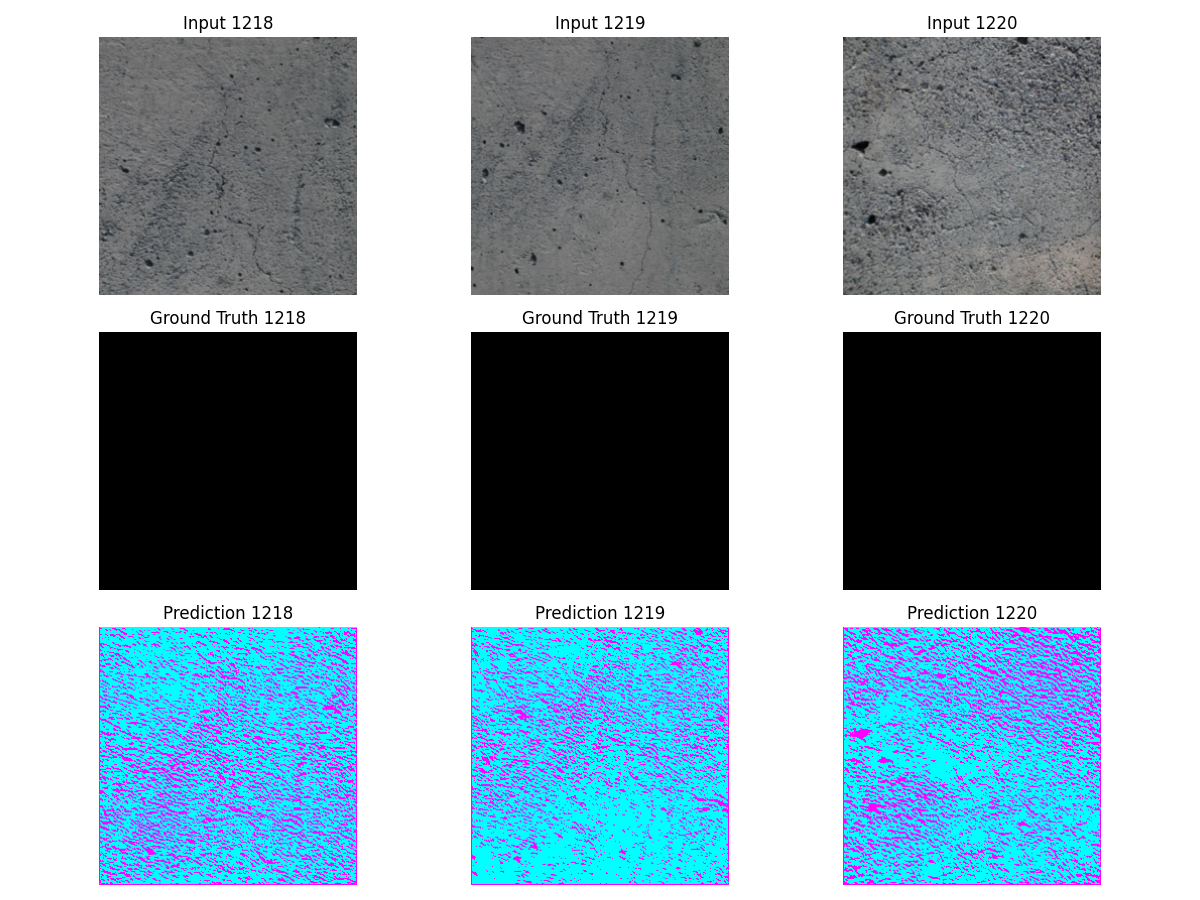 Input 1218
Input 1219
Input 1220
Ground Truth 1218
Ground Truth 1219
Ground Truth 1220
Prediction 1218
Prediction 1219
Prediction 1220